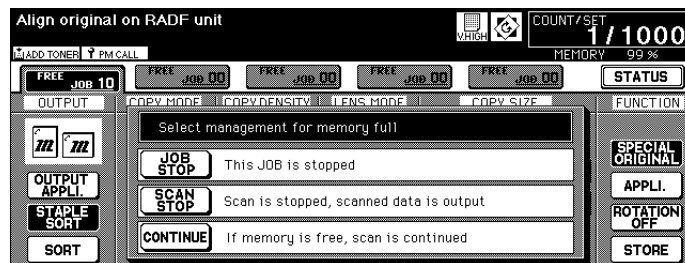 Align original on RADF unit
V.HIGH
COUNT/SET
1/1000
MEMORY 99 %
ADD TONER PM CALL
FREE JOB 10
FREE JOB 00
FREE JOB 00
FREE JOB 00
FREE JOB 00
STATUS
OUTPUT
COPY MODE
COPY DENSITY
LENS MODE
COPY SIZE
FUNCTION
Select management for memory full
m m
JOB STOP
This JOB is stopped
SPECIAL ORIGINAL
OUTPUT APPLI.
SCAN STOP
Scan is stopped, scanned data is output
APPLI.
STAPLE SORT
ROTATION OFF
CONTINUE
If memory is free, scan is continued
SORT
STORE